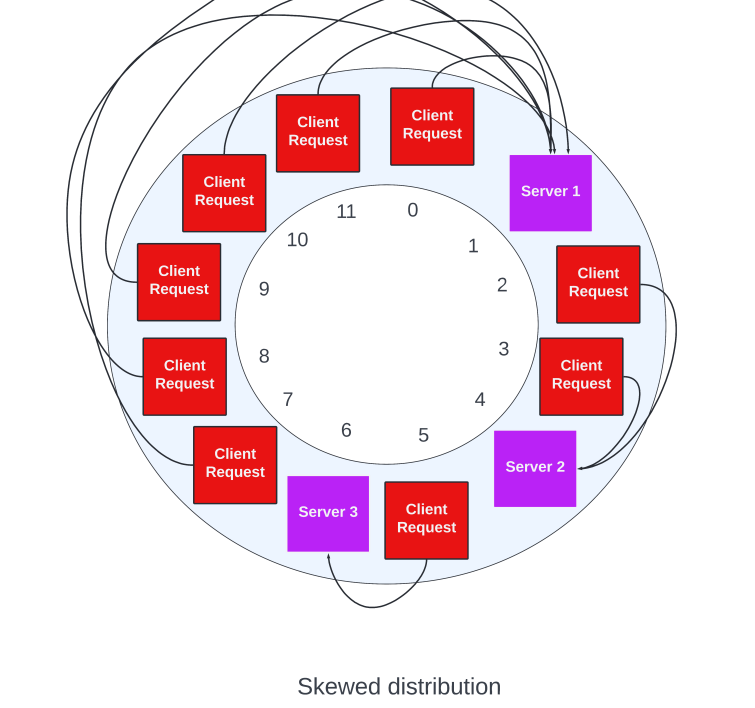 Client
Request
Client
Request
Client
Request
Server 1
Client
Request
Client
Request
Client
Request
Client
Request
Client
Request
Server 2
Client
Request
Server 3
Client
Request
11
0
10
1
9
2
8
3
7
4
6
5
Skewed distribution